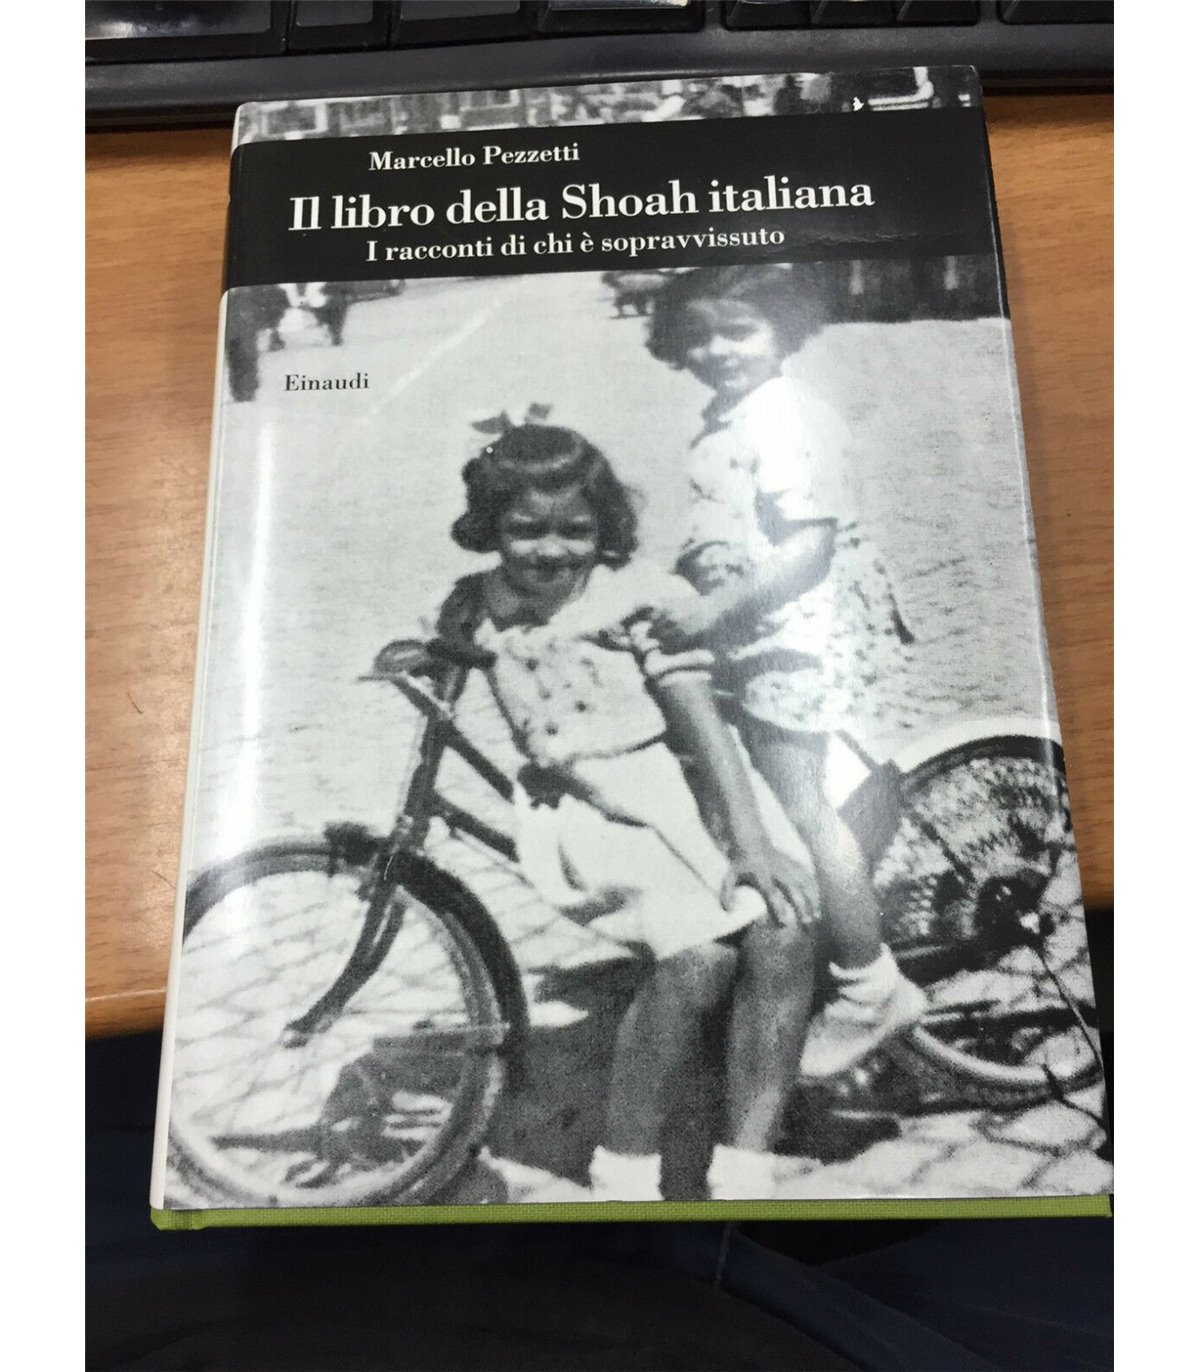 Marcello Pezzetti
Il libro della Shoah italiana
I racconti di chi è sopravvissuto
Einaudi